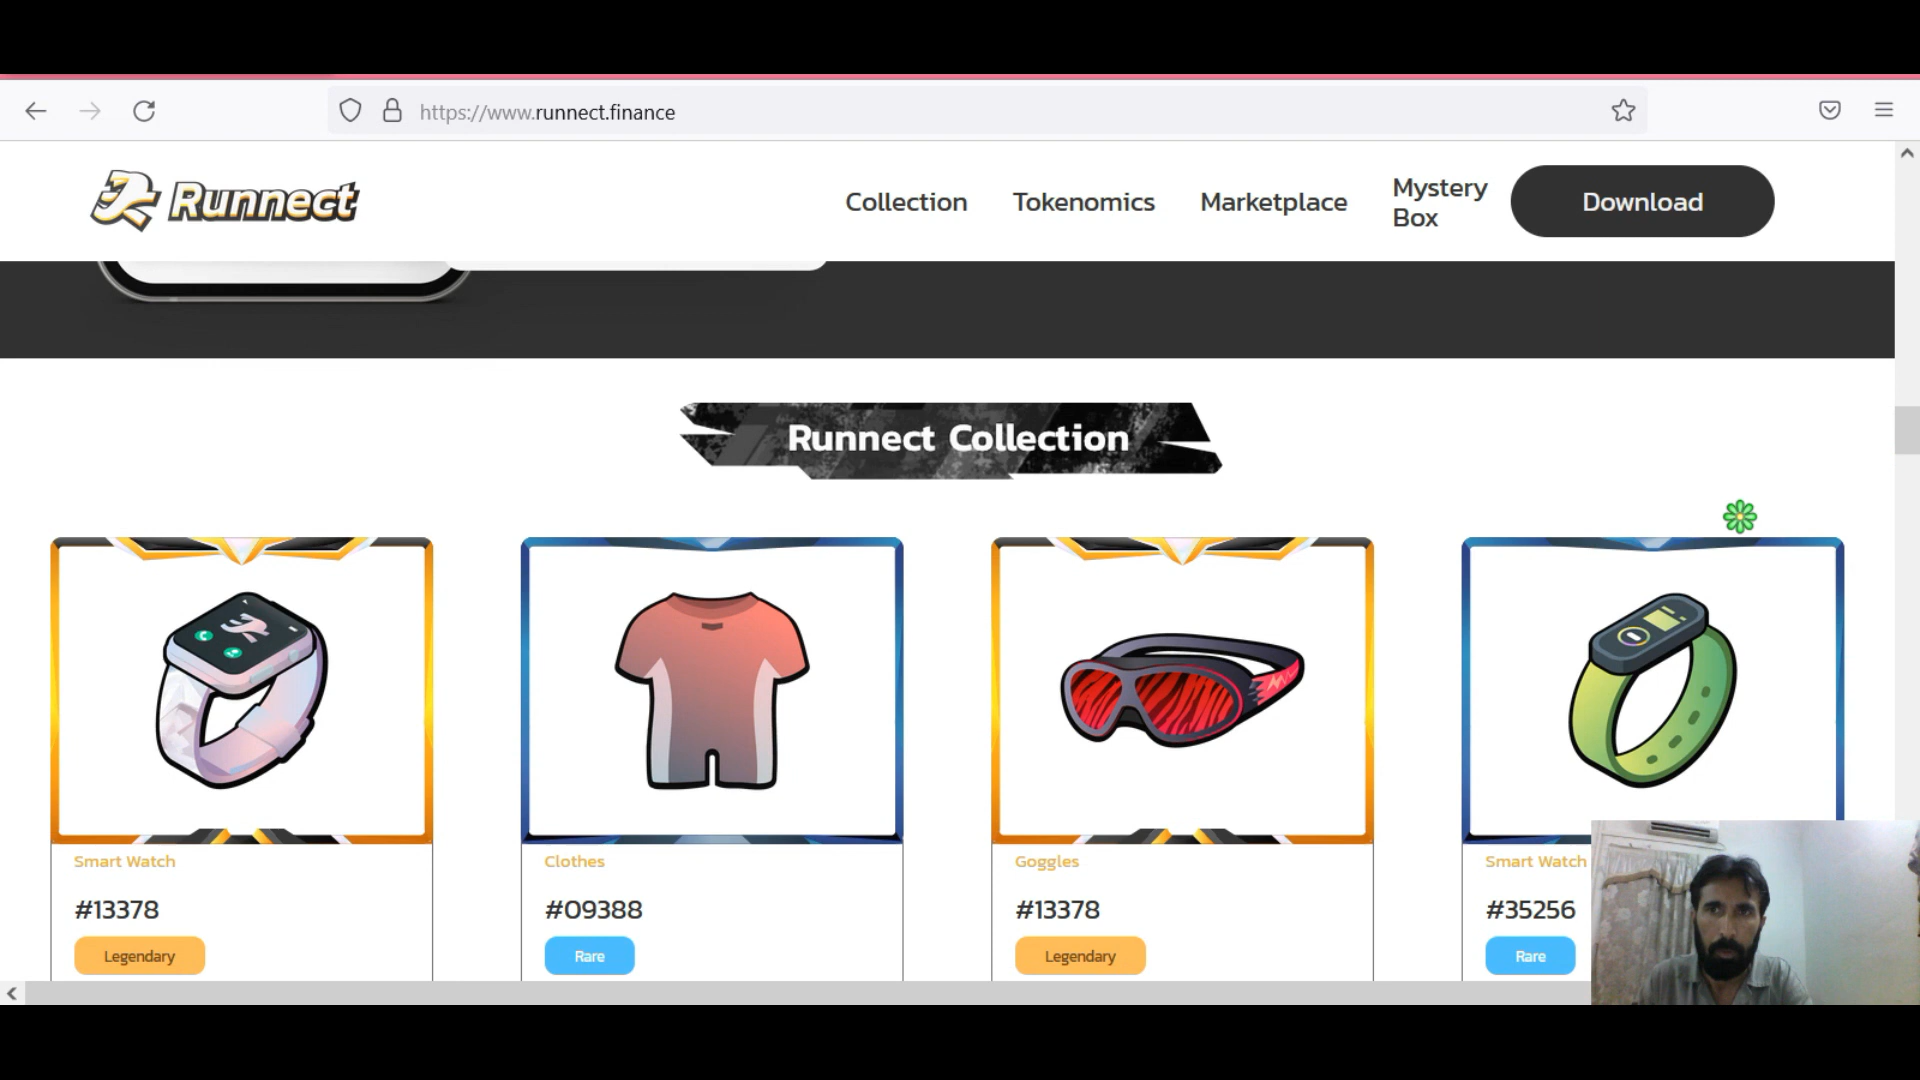 https://www.runnect.finance
Runnect
Collection
Tokenomics
Marketplace
Mystery
Box
Download
Runnect Collection
Smart Watch
#13378
Legendary
Clothes
#09388
Rare
Goggles
#13378
Legendary
Smart Watch
#35256
Rare